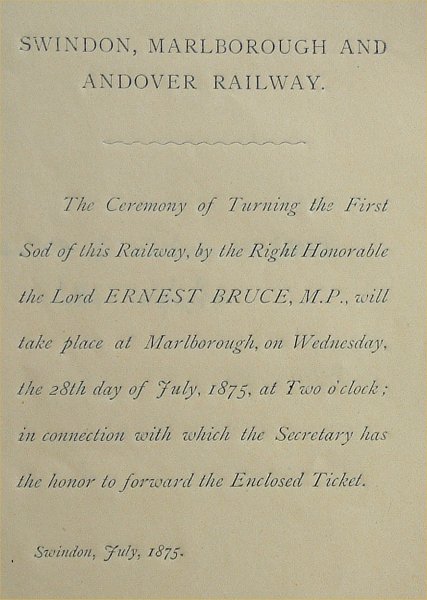 SWINDON, MARLBOROUGH AND
ANDOVER RAILWAY.
The Ceremony of Turning the First
Sod of this Railway, by the Right Honorable
the Lord ERNEST BRUCE, M.P., will
take place at Marlborough, on Wednesday,
the 28th day of July, 1875, at Two o'clock;
in connection with which the Secretary has
the honor to forward the Enclosed Ticket.
Swindon, July, 1875.